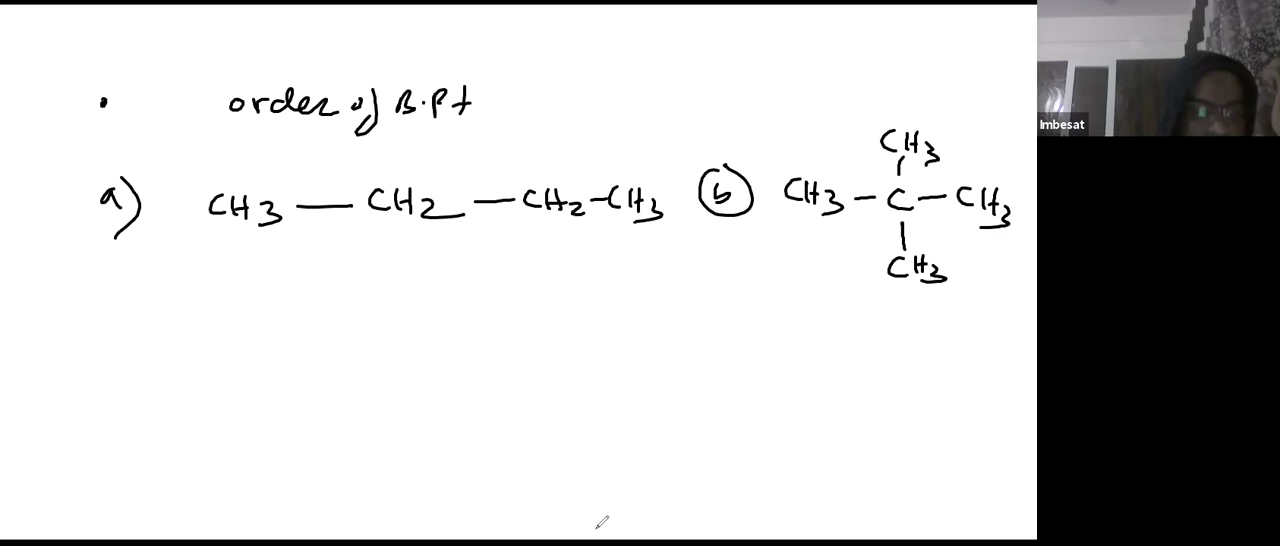 • order of B.Pt
Imbesat
CH3
a) CH3 — CH2 — CH2 - CH3 (b) CH3 - C - CH3
CH3